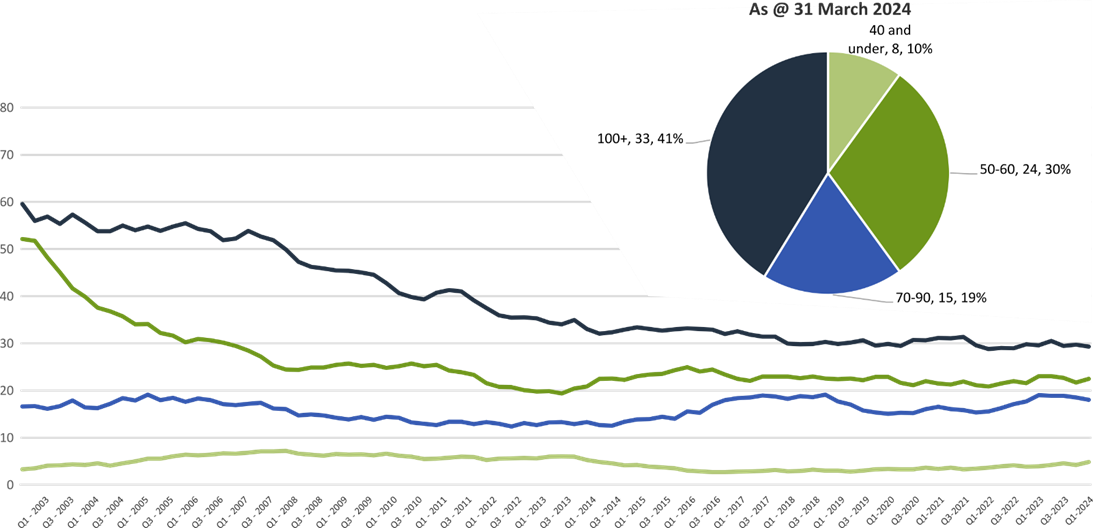 As @ 31 March 2024
40 and
under, 8, 10%
100+, 33, 41%
50-60, 24, 30%
70-90, 15, 19%
80
70
60
50
40
30
20
10
0
Q1 - 2003
Q3 - 2003
Q1 - 2004
Q3 - 2004
Q1 - 2005
Q3 - 2005
Q1 - 2006
Q3 - 2006
Q1 - 2007
Q3 - 2007
Q1 - 2008
Q3 - 2008
Q1 - 2009
Q3 - 2009
Q1 - 2010
Q3 - 2010
Q1 - 2011
Q3 - 2011
Q1 - 2012
Q3 - 2012
Q1 - 2013
Q3 - 2013
Q1 - 2014
Q3 - 2014
Q1 - 2015
Q3 - 2015
Q1 - 2016
Q3 - 2016
Q1 - 2017
Q3 - 2017
Q1 - 2018
Q3 - 2018
Q1 - 2019
Q3 - 2019
Q1 - 2020
Q3 - 2020
Q1 - 2021
Q3-2021
Q1 - 2022
Q3 - 2022
Q1 - 2023
Q3- 2023
Q1- 2024